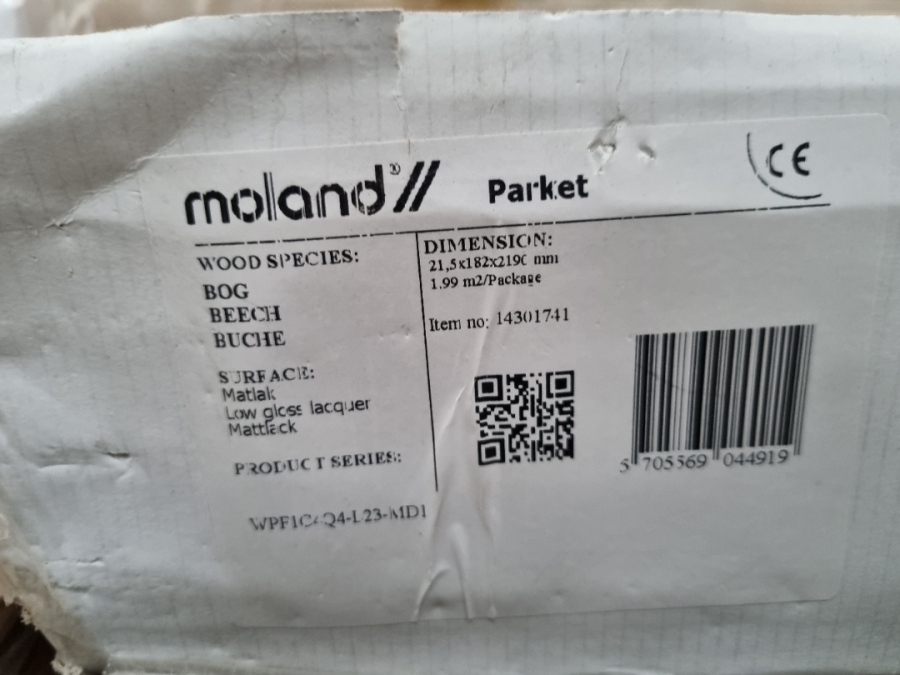 moland®//
Parket
CE
WOOD SPECIES:
BOG
BEECH
BUCHE
SURFACE:
Matlak
Low gloss lacquer
Mattlack
PRODUCT SERIES:
DIMENSION:
21,5x182x2190 mm
1.99 m2/Package
Item no: 14301741
5 705569 044919